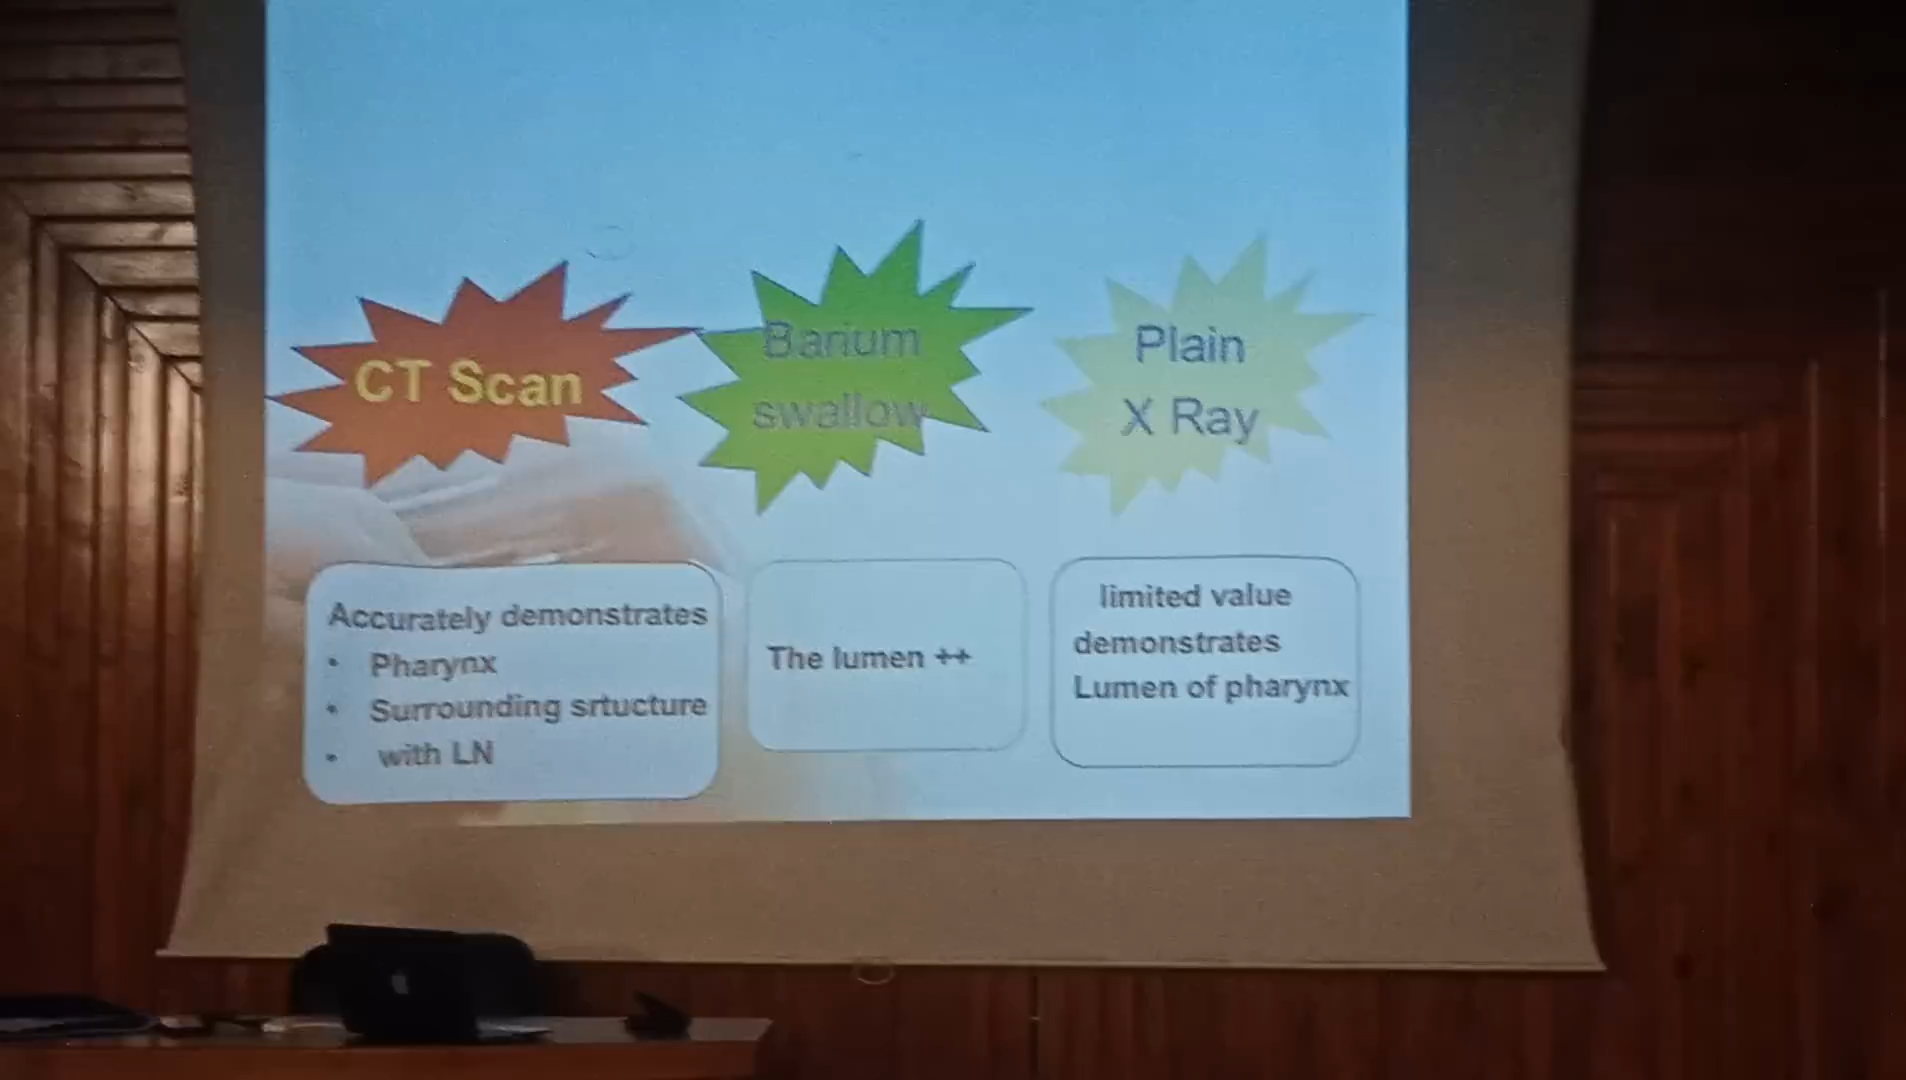 CT Scan
Barium
swallow
Plain
X Ray
Accurately demonstrates
• Pharynx
• Surrounding srtucture
• with LN
The lumen ++
limited value
demonstrates
Lumen of pharynx